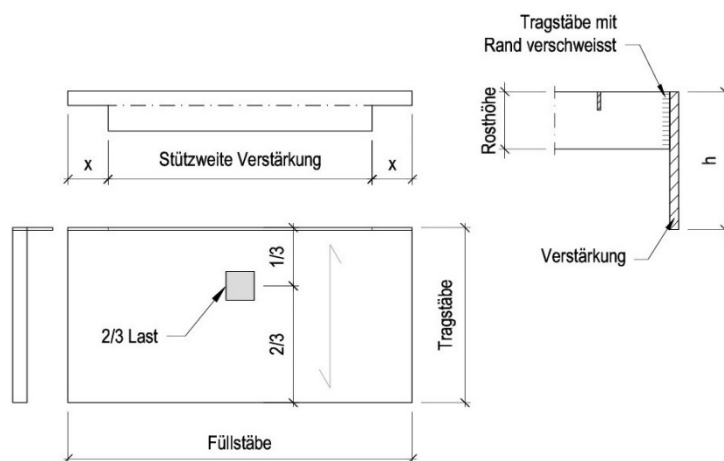 Tragstäbe mit
Rand verschweisst
Rosthöhe
h
x
Stützweite Verstärkung
x
Verstärkung
1/3
2/3 Last
2/3
Tragstäbe
Füllstäbe